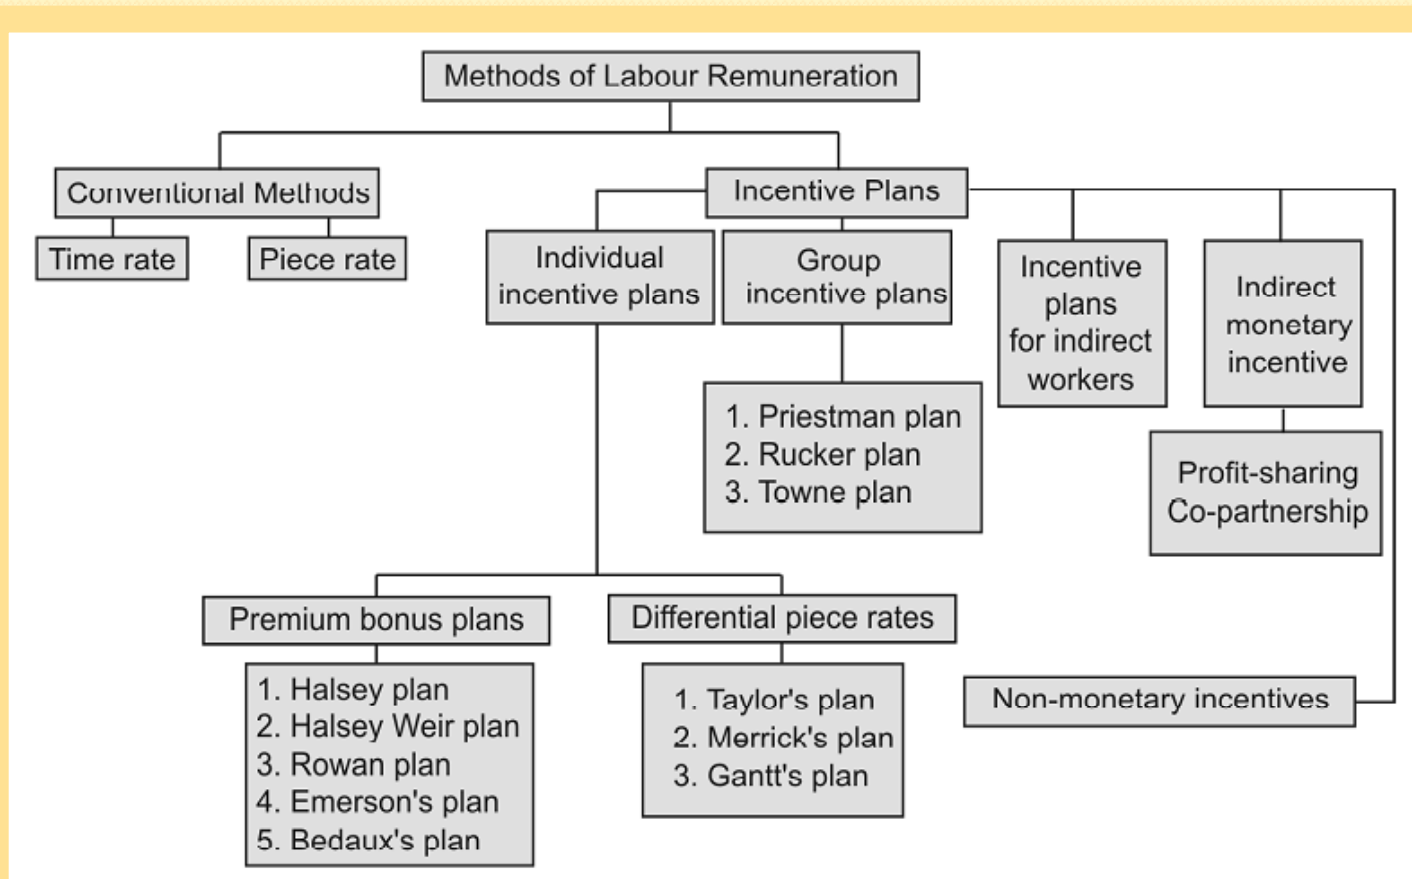 Methods of Labour Remuneration
Conventional Methods
Time rate
Piece rate
Incentive Plans
Individual
incentive plans
Group
incentive plans
Incentive
plans
for indirect
workers
Indirect
monetary
incentive
1. Priestman plan
2. Rucker plan
3. Towne plan
Profit-sharing
Co-partnership
Premium bonus plans
1. Halsey plan
2. Halsey Weir plan
3. Rowan plan
4. Emerson's plan
5. Bedaux's plan
Differential piece rates
1. Taylor's plan
2. Merrick's plan
3. Gantt's plan
Non-monetary incentives